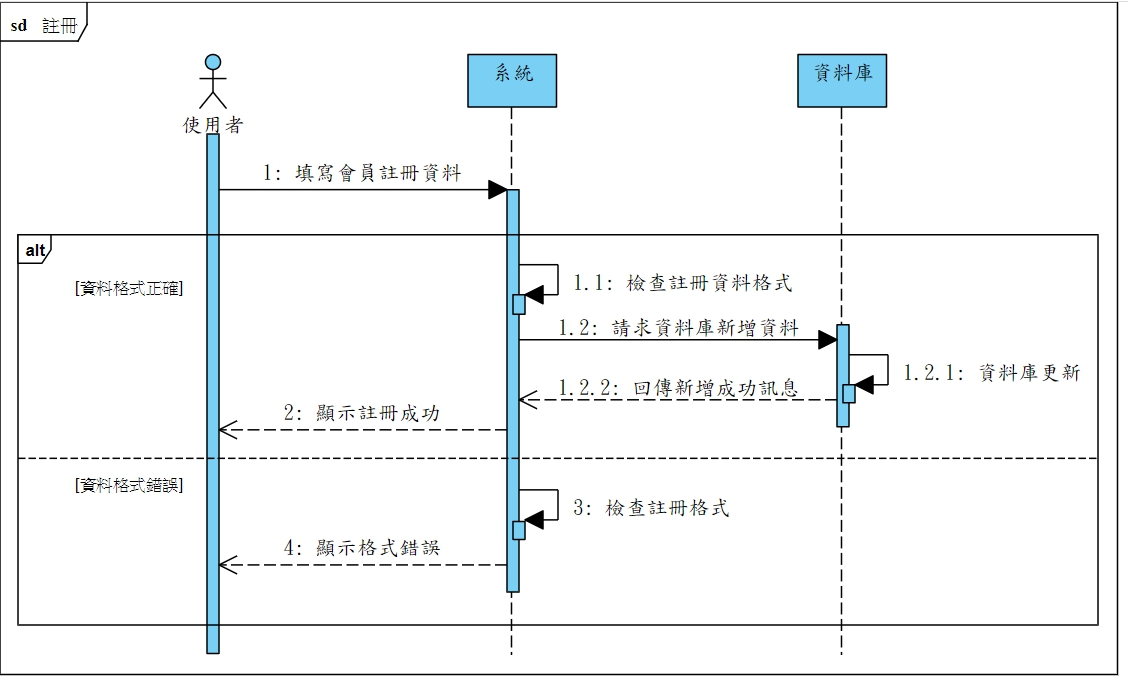 sd 註冊
使用者
系統
資料庫
1: 填寫會員註冊資料
alt
[資料格式正確]
1.1: 檢查註冊資料格式
1.2: 請求資料庫新增資料
1.2.1: 資料庫更新
1.2.2: 回傳新增成功訊息
2: 顯示註冊成功
[資料格式錯誤]
3: 檢查註冊格式
4: 顯示格式錯誤